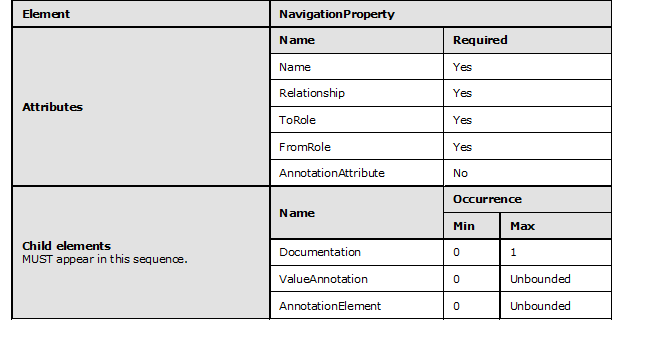 Element NavigationProperty
Attributes
Name Required
Name Yes
Relationship Yes
ToRole Yes
FromRole Yes
AnnotationAttribute No
Child elements
MUST appear in this sequence.
Name Occurrence
Min Max
Documentation 0 1
ValueAnnotation 0 Unbounded
AnnotationElement 0 Unbounded